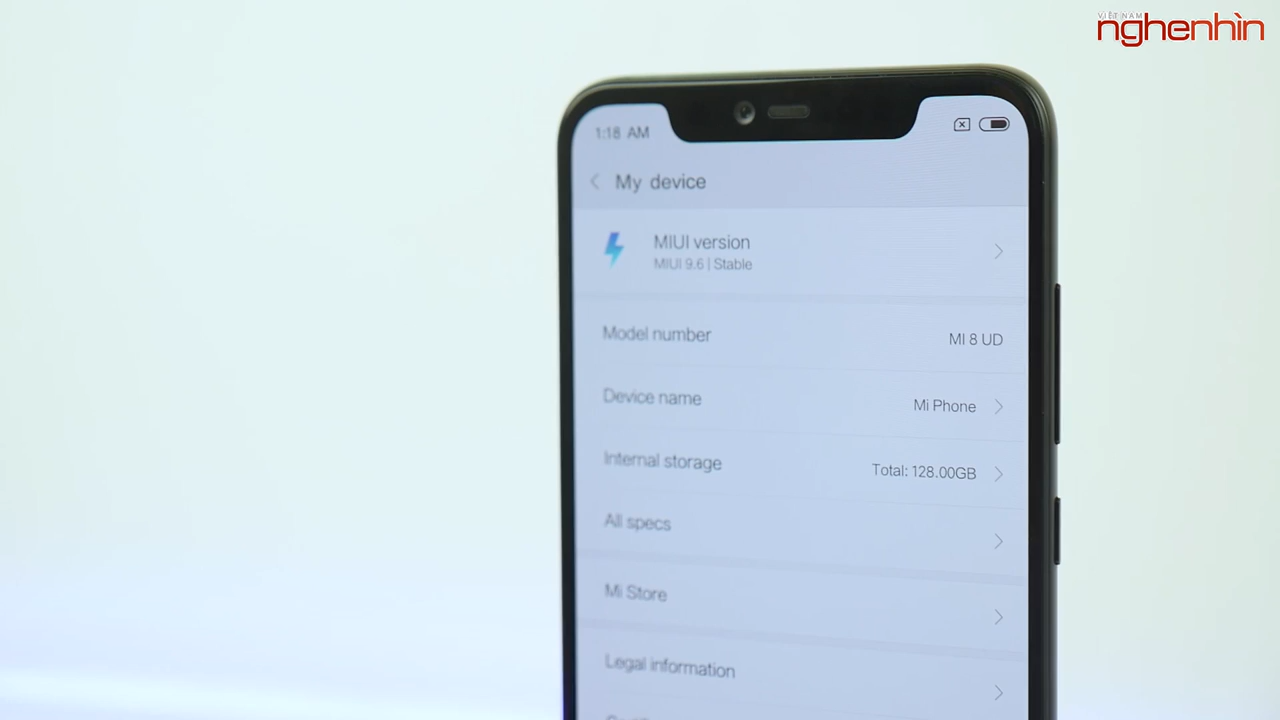 VIỆT NAM
nghenhìn
1:18 AM
My device
MIUI version
MIUI 9.6 | Stable
Model number
MI 8 UD
Device name
Mi Phone
Internal storage
Total: 128.00GB
All specs
Mi Store
Legal information